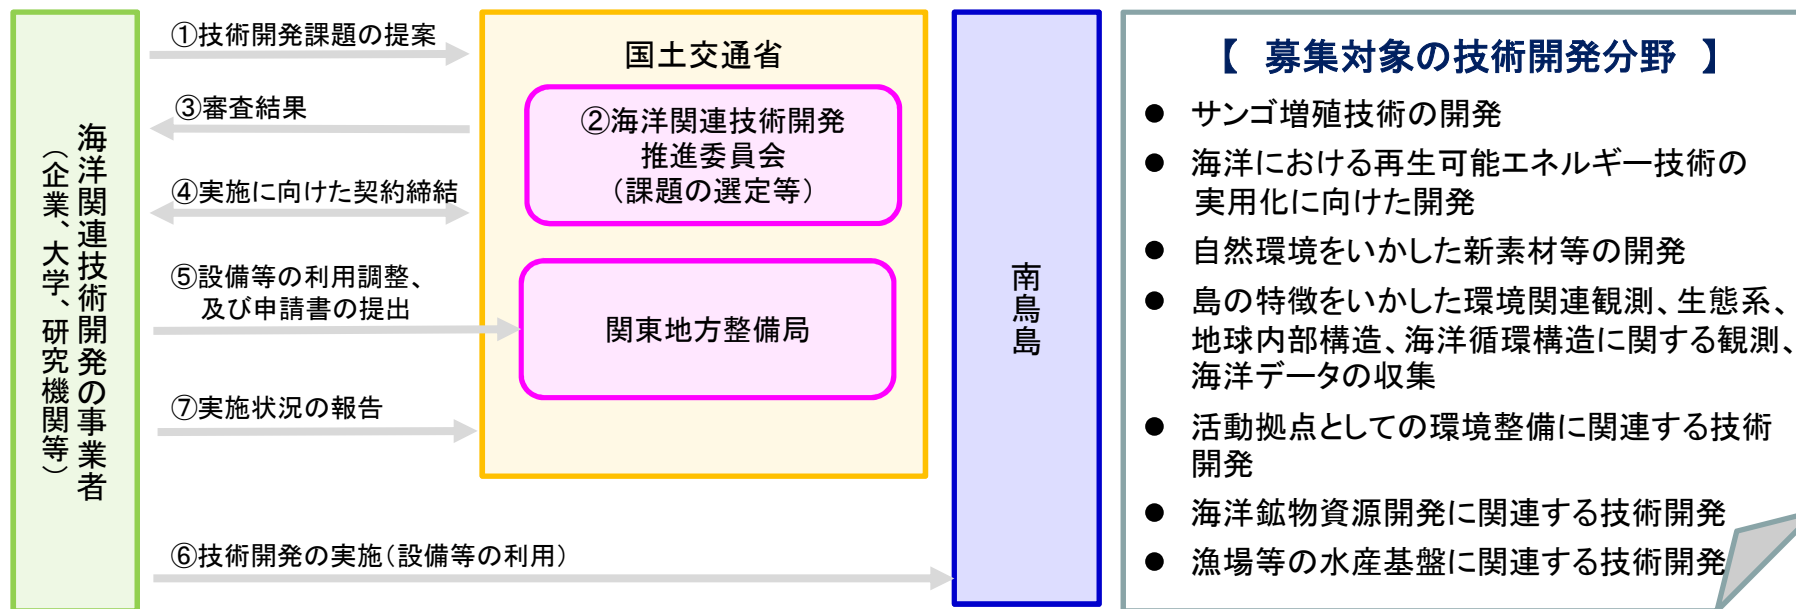 海洋関連技術開発の事業者
（企業、大学、研究機関等）
①技術開発課題の提案
③審査結果
④実施に向けた契約締結
⑤設備等の利用調整、
及び申請書の提出
⑦実施状況の報告
⑥技術開発の実施（設備等の利用）
国土交通省
②海洋関連技術開発
推進委員会
（課題の選定等）
関東地方整備局
南鳥島
【 募集対象の技術開発分野 】
● サンゴ増殖技術の開発
● 海洋における再生可能エネルギー技術の
実用化に向けた開発
● 自然環境をいかした新素材等の開発
● 島の特徴をいかした環境関連観測、生態系、
地球内部構造、海洋循環構造に関する観測、
海洋データの収集
● 活動拠点としての環境整備に関連する技術
開発
● 海洋鉱物資源開発に関連する技術開発
● 漁場等の水産基盤に関連する技術開発